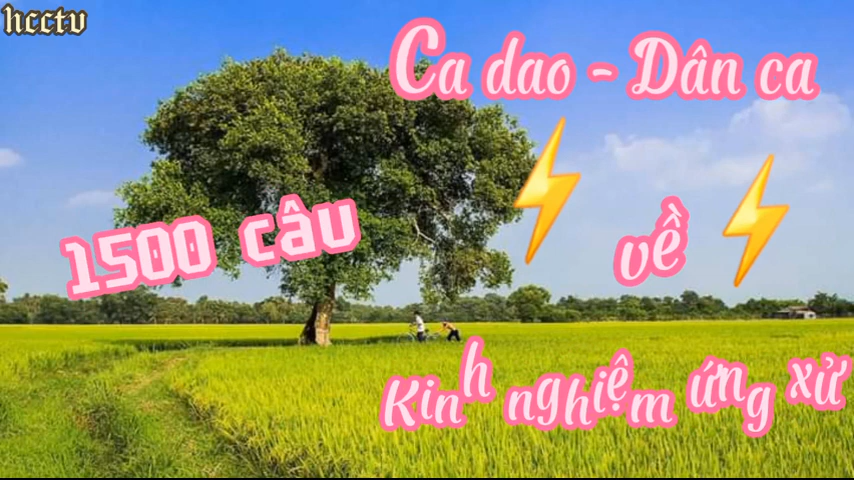 hcctv
Ca dao - Dân ca
1500 câu
về
Kinh nghiệm ứng xử